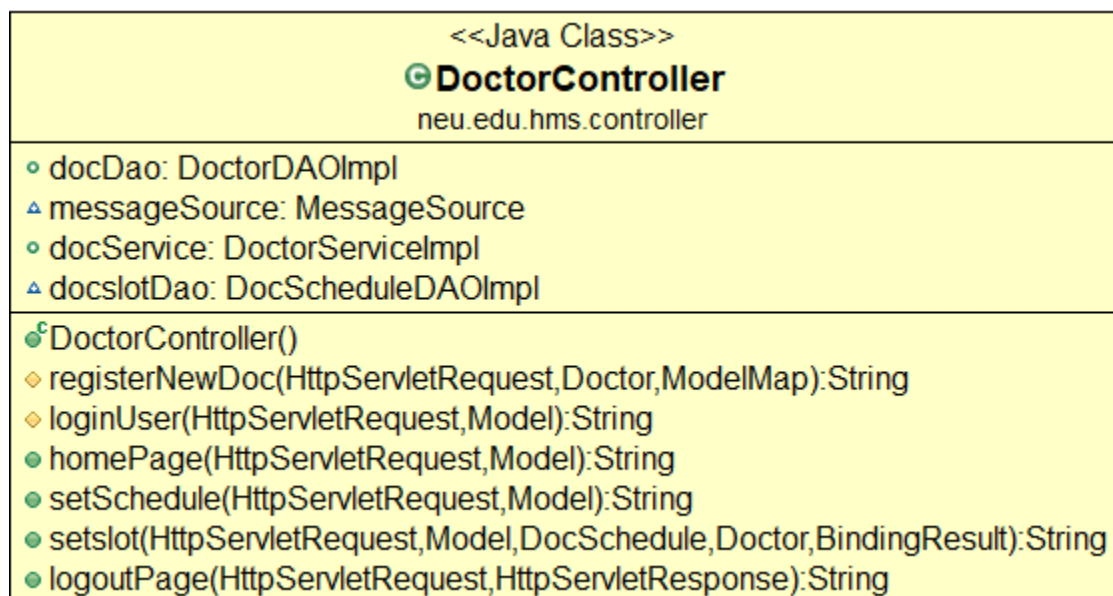 <<Java Class>>
DoctorController
neu.edu.hms.controller
docDao: DoctorDAOImpl
messageSource: MessageSource
docService: DoctorServiceImpl
docslotDao: DocScheduleDAOImpl
DoctorController()
registerNewDoc(HttpServletRequest,Doctor,ModelMap):String
loginUser(HttpServletRequest,Model):String
homePage(HttpServletRequest,Model):String
setSchedule(HttpServletRequest,Model):String
setslot(HttpServletRequest,Model,DocSchedule,Doctor,BindingResult):String
logoutPage(HttpServletRequest,HttpServletResponse):String